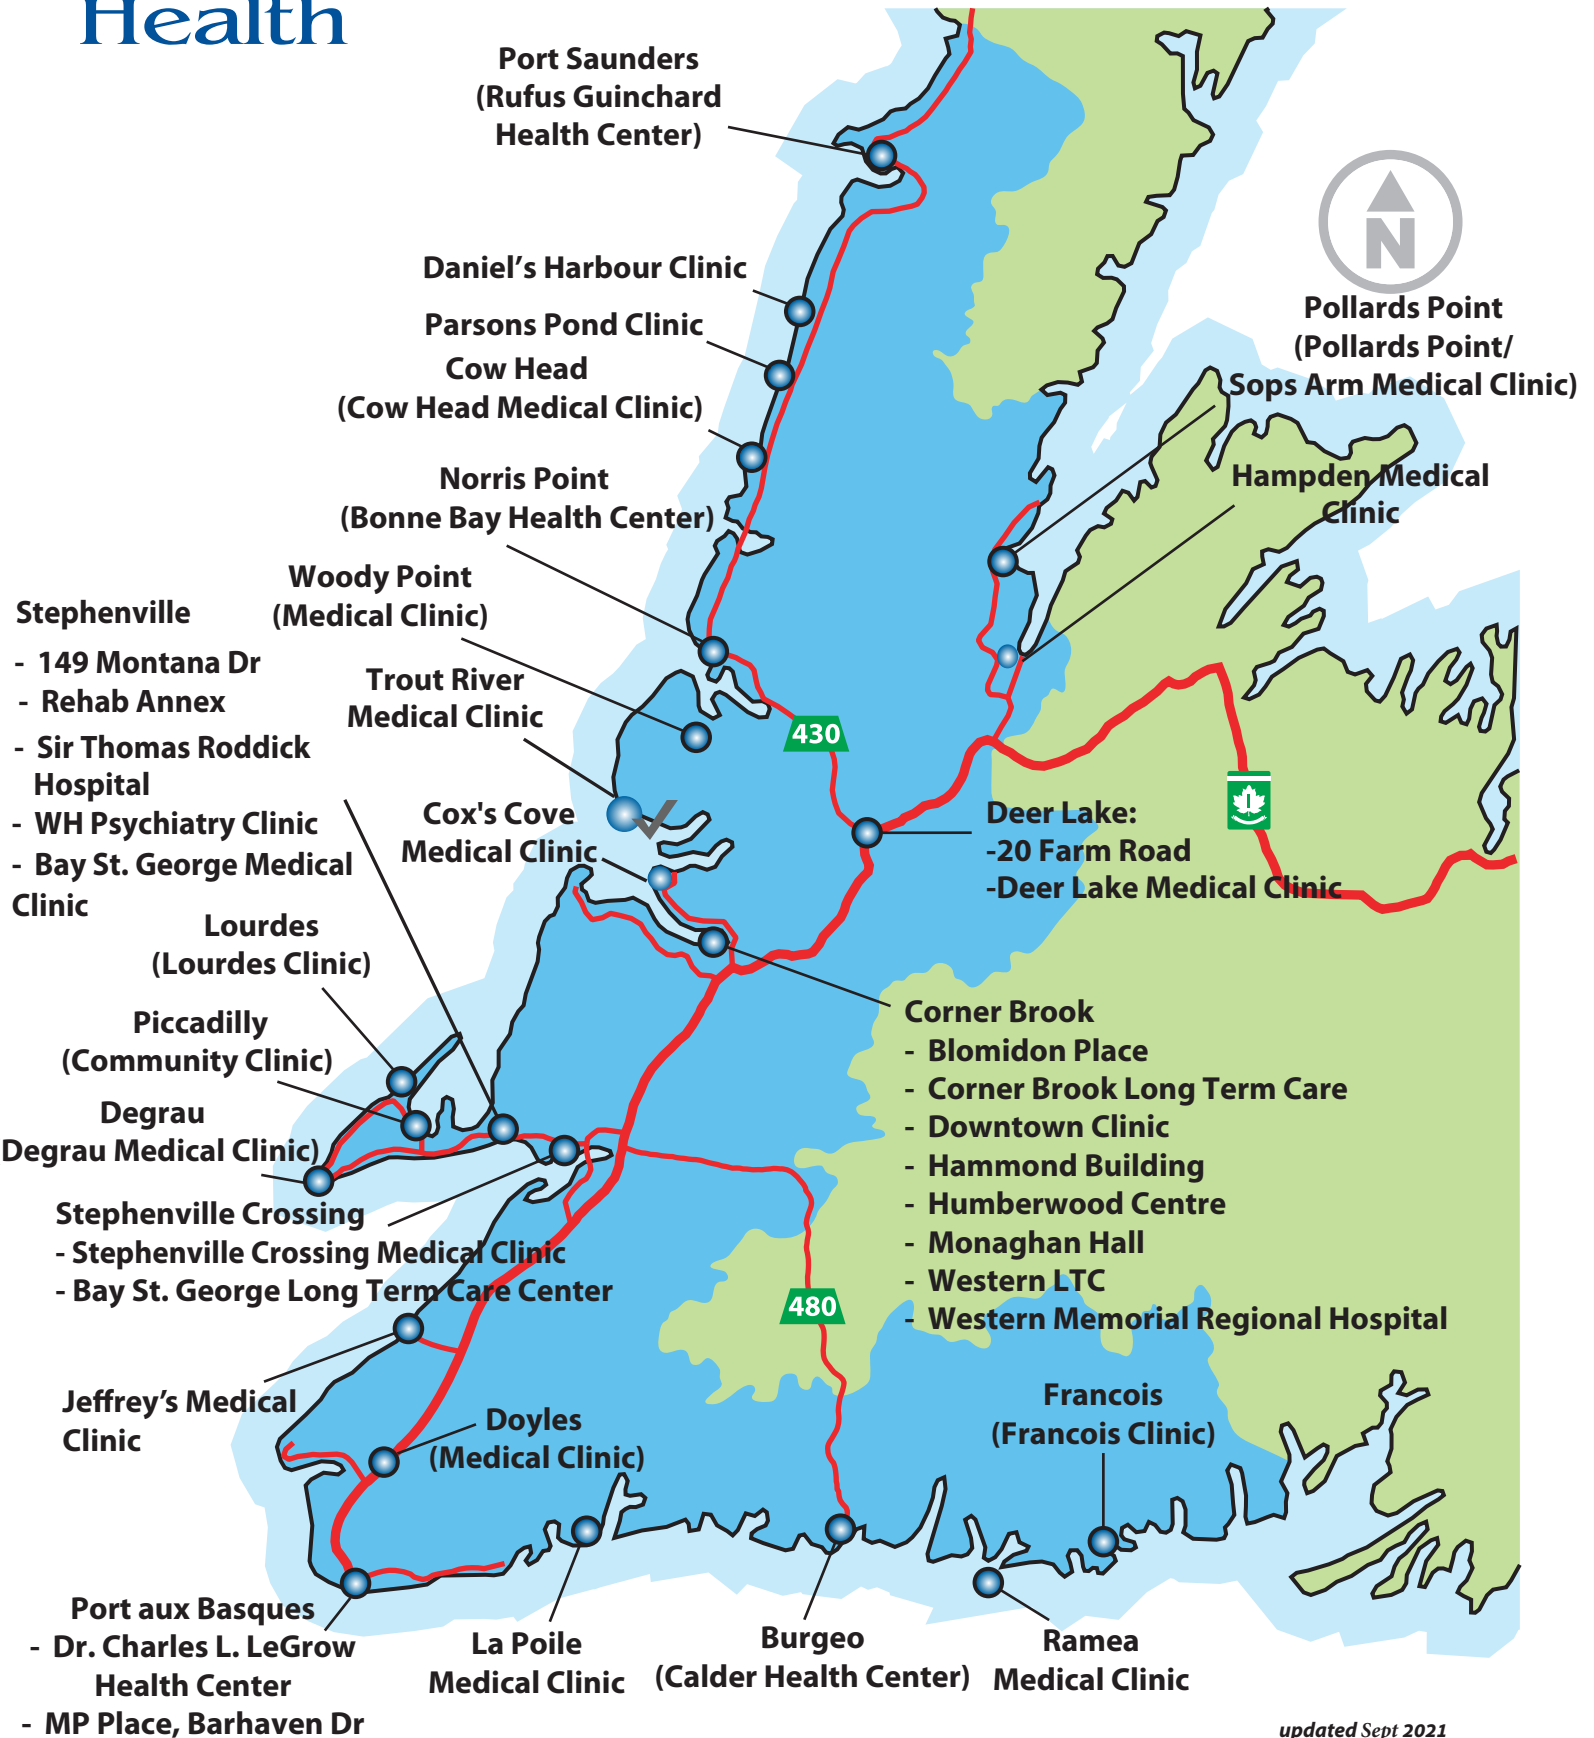 Health
Port Saunders
(Rufus Guinchard
Health Center)
N
Daniel's Harbour Clinic
Parsons Pond Clinic
Cow Head
(Cow Head Medical Clinic)
Pollards Point
(Pollards Point/
Sops Arm Medical Clinic)
Hampden Medical
Clinic
Norris Point
(Bonne Bay Health Center)
Woody Point
(Medical Clinic)
Trout River
Medical Clinic
Stephenville
- 149 Montana Dr
- Rehab Annex
- Sir Thomas Roddick
Hospital
- WH Psychiatry Clinic
- Bay St. George Medical
Clinic
430
1
Cox's Cove
Medical Clinic
Deer Lake:
-20 Farm Road
-Deer Lake Medical Clinic
Lourdes
(Lourdes Clinic)
Piccadilly
(Community Clinic)
Degrau
Degrau Medical Clinic)
Corner Brook
- Blomidon Place
- Corner Brook Long Term Care
- Downtown Clinic
- Hammond Building
- Humberwood Centre
- Monaghan Hall
- Western LTC
- Western Memorial Regional Hospital
Stephenville Crossing
- Stephenville Crossing Medical Clinic
- Bay St. George Long Term Care Center
480
Jeffrey's Medical
Clinic
Doyles
(Medical Clinic)
Francois
(Francois Clinic)
Port aux Basques
- Dr. Charles L. LeGrow
Health Center
- MP Place, Barhaven Dr
La Poile
Medical Clinic
Burgeo
(Calder Health Center)
Ramea
Medical Clinic
updated Sept 2021